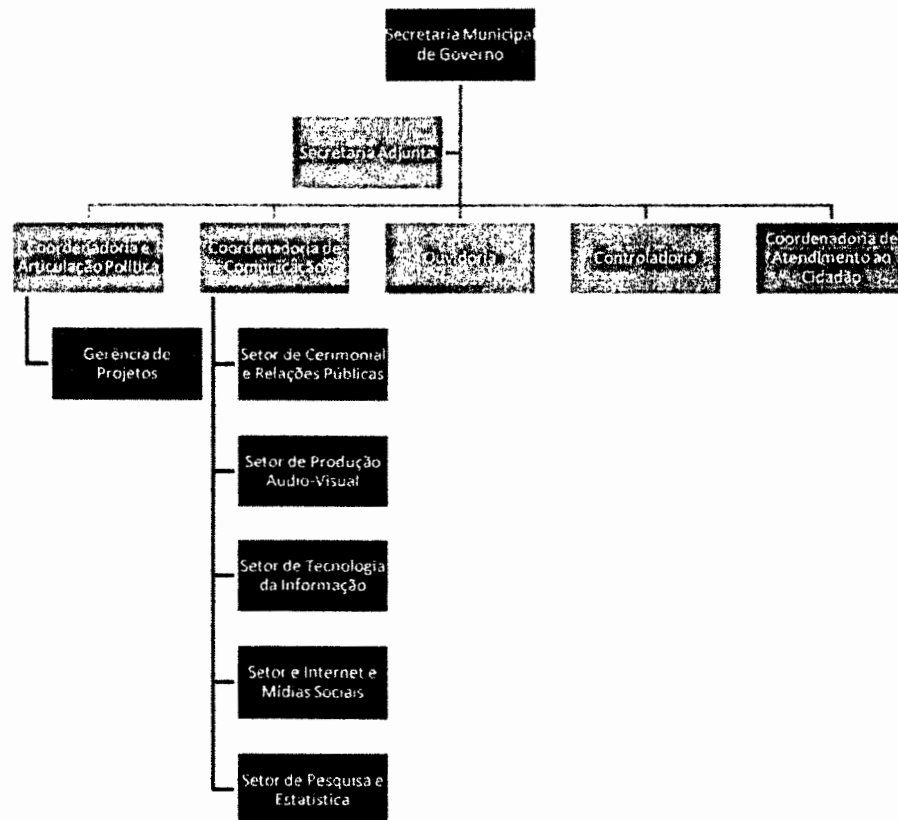 Secretaria Municipal
de Governo
Secretaria Adjunta
Coordenadoria e
Articulação Política
Coordenadoria de
Comunicação
Ouvidoria
Controladoria
Coordenadoria de
Atendimento ao
Cidadão
Gerência de
Projetos
Setor de Cerimonial
e Relações Públicas
Setor de Produção
Audio-Visual
Setor de Tecnologia
da Informação
Setor e Internet e
Mídias Sociais
Setor de Pesquisa e
Estatística